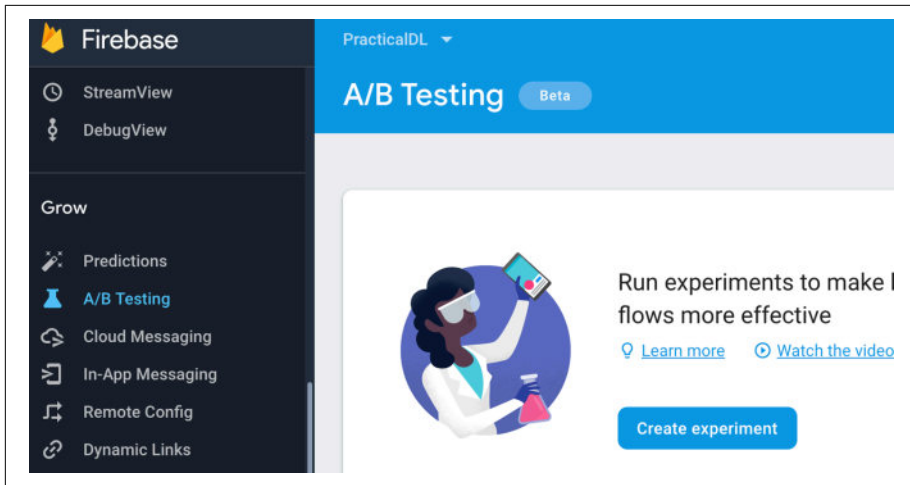 Firebase
StreamView
DebugView
Grow
Predictions
A/B Testing
Cloud Messaging
In-App Messaging
Remote Config
Dynamic Links
PracticalDL
A/B Testing Beta
Run experiments to make
flows more effective
Learn more Watch the video
Create experiment